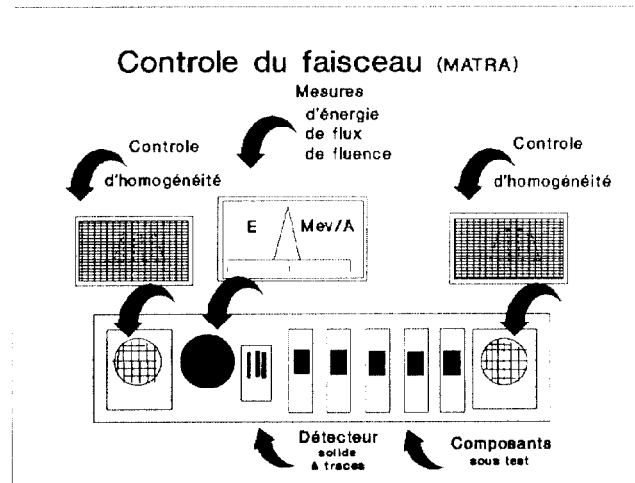 Controle du faisceau (MATRA)
Mesures
d'énergie
de flux
de fluence
Controle
d'homogénéité
Controle
d'homogénéité
E Mev/A
Détecteur
solide
A traces
Composants
sous test